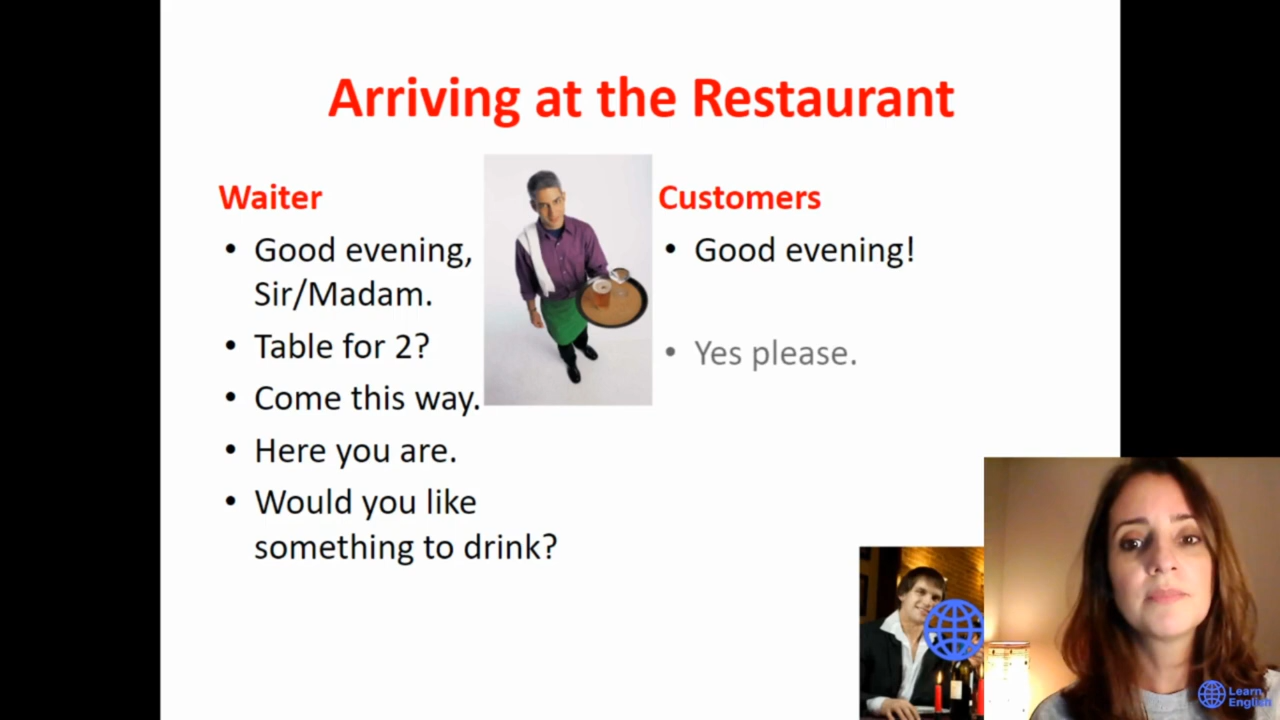 Arriving at the Restaurant
Waiter
• Good evening,
Sir/Madam.
• Table for 2?
• Come this way.
• Here you are.
• Would you like
something to drink?
Customers
• Good evening!
• Yes please.
Learn
English